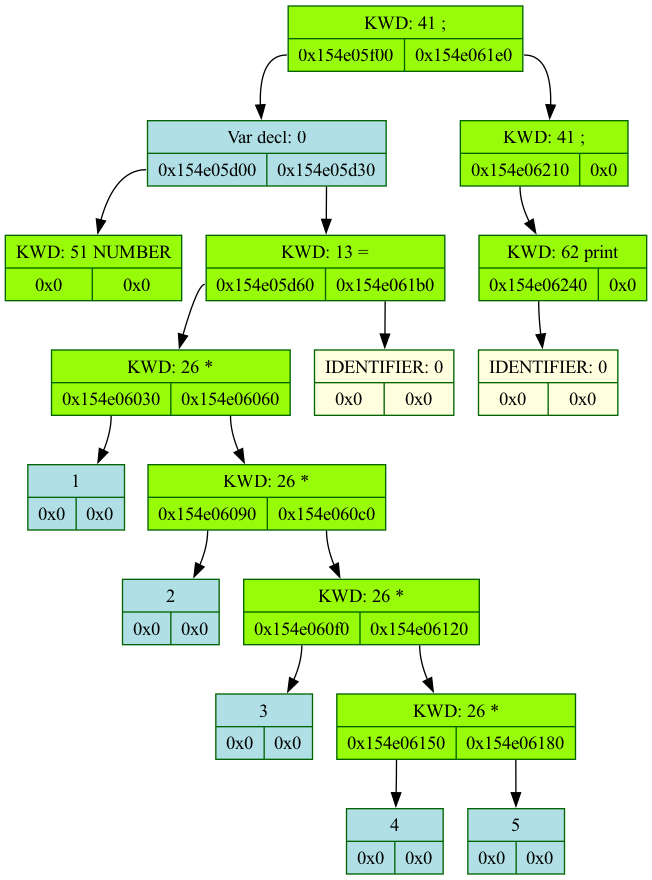 KWD: 41 ;
0x154e05f00 0x154e061e0
Var decl: 0
0x154e05d00 0x154e05d30
KWD: 41 ;
0x154e06210 0x0
KWD: 51 NUMBER
0x0 0x0
KWD: 13 =
0x154e05d60 0x154e061b0
KWD: 62 print
0x154e06240 0x0
KWD: 26 *
0x154e06030 0x154e06060
IDENTIFIER: 0
0x0 0x0
IDENTIFIER: 0
0x0 0x0
1
0x0 0x0
KWD: 26 *
0x154e06090 0x154e060c0
2
0x0 0x0
KWD: 26 *
0x154e060f0 0x154e06120
3
0x0 0x0
KWD: 26 *
0x154e06150 0x154e06180
4
0x0 0x0
5
0x0 0x0